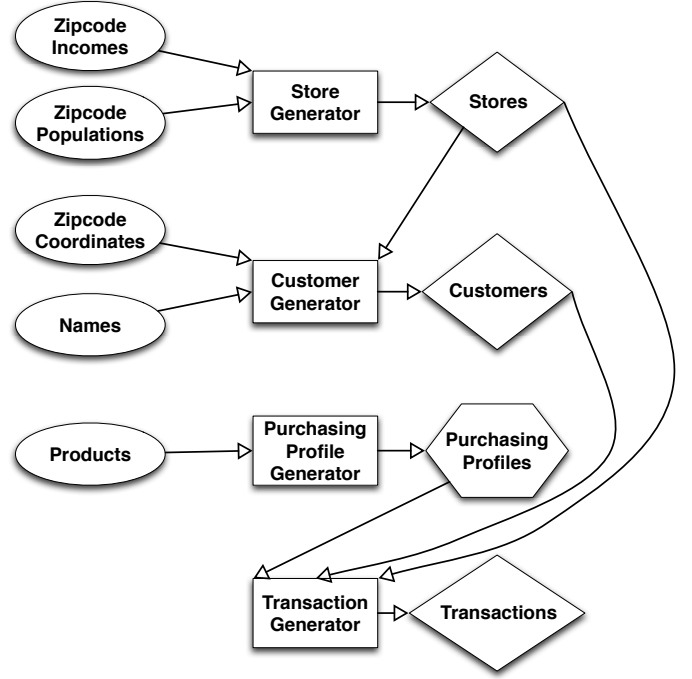 Zipcode
Incomes
Zipcode
Populations
Store
Generator
Stores
Zipcode
Coordinates
Names
Customer
Generator
Customers
Products
Purchasing
Profile
Generator
Purchasing
Profiles
Transaction
Generator
Transactions